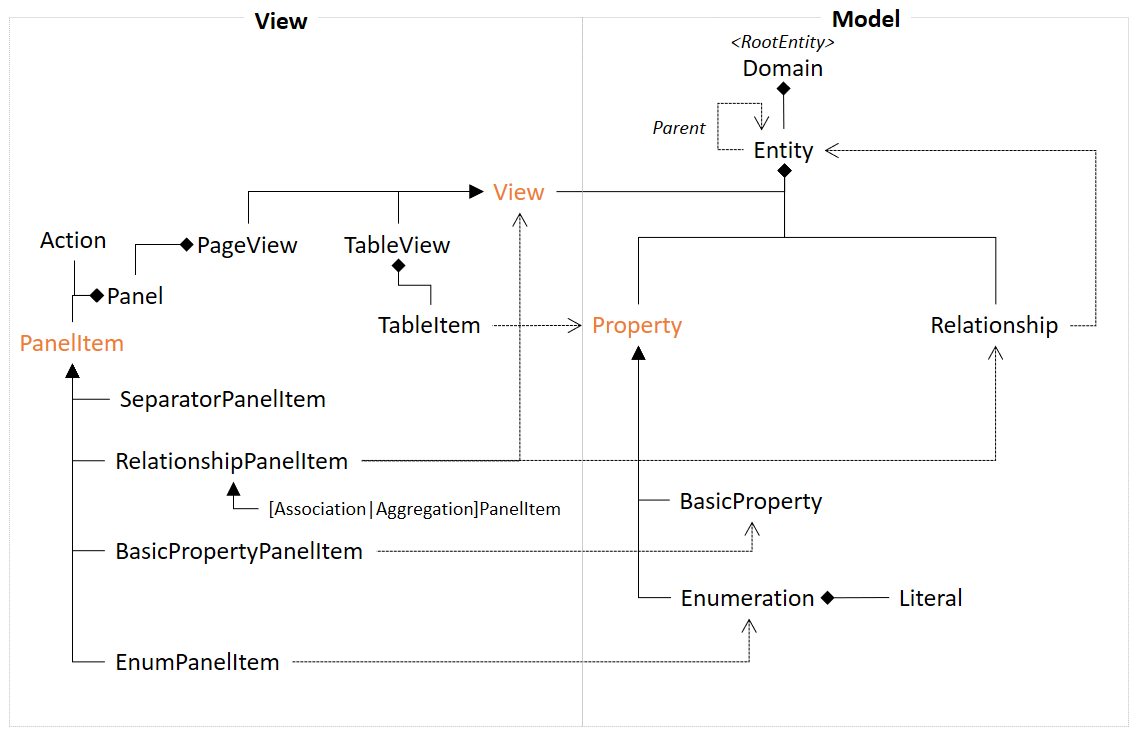 View
Model
<RootEntity>
Domain
Parent
Entity
View
Action
PageView
TableView
Panel
TableItem
Property
Relationship
PanelItem
SeparatorPanelItem
RelationshipPanelItem
[Association|Aggregation]PanelItem
BasicProperty
BasicPropertyPanelItem
Enumeration
Literal
EnumPanelItem